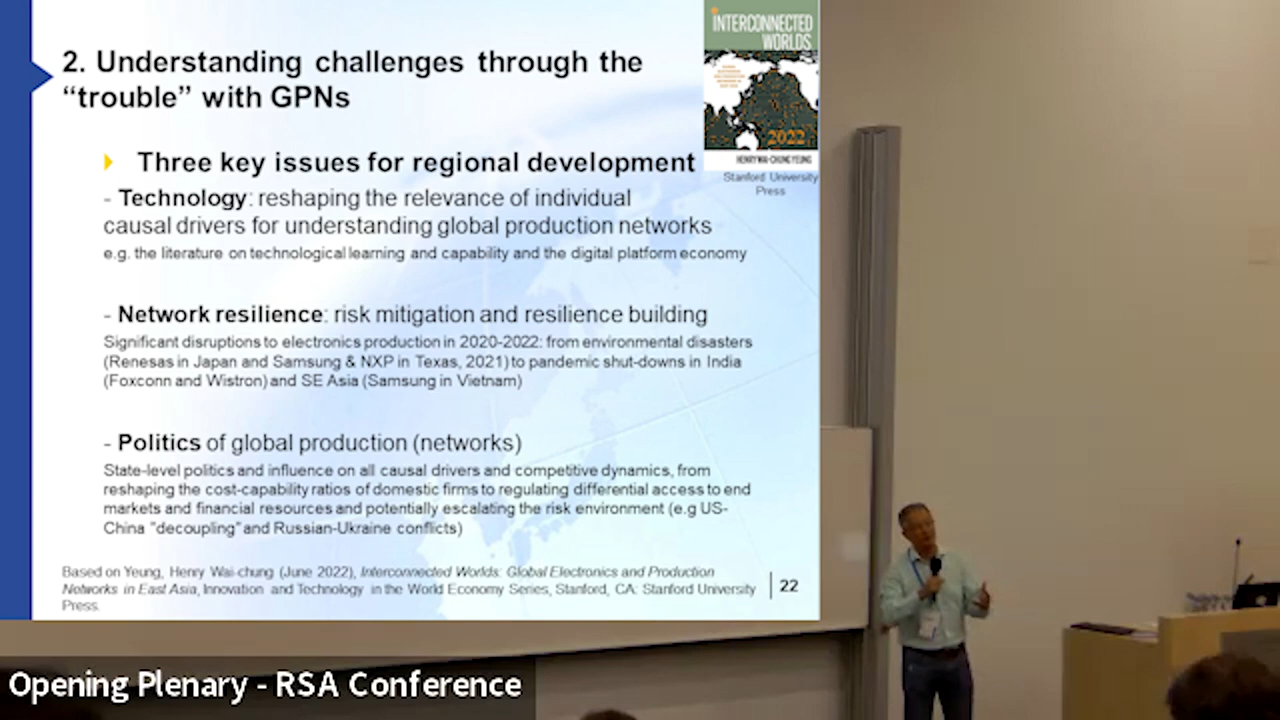 INTERCONNECTED
WORLDS
2022
HENRY WAI-CHUNG YEUNG
Stanford University
Press
2. Understanding challenges through the
“trouble” with GPNs
Three key issues for regional development
- Technology: reshaping the relevance of individual
causal drivers for understanding global production networks
e.g. the literature on technological learning and capability and the digital platform economy
- Network resilience: risk mitigation and resilience building
Significant disruptions to electronics production in 2020-2022: from environmental disasters
(Renesas in Japan and Samsung & NXP in Texas, 2021) to pandemic shut-downs in India
(Foxconn and Wistron) and SE Asia (Samsung in Vietnam)
- Politics of global production (networks)
State-level politics and influence on all causal drivers and competitive dynamics, from
reshaping the cost-capability ratios of domestic firms to regulating differential access to end
markets and financial resources and potentially escalating the risk environment (e.g US-
China "decoupling" and Russian-Ukraine conflicts)
Based on Yeung, Henry Wai-chung (June 2022), Interconnected Worlds: Global Electronics and Production
Networks in East Asia, Innovation and Technology in the World Economy Series, Stanford, CA: Stanford University
Press.
22
Opening Plenary - RSA Conference